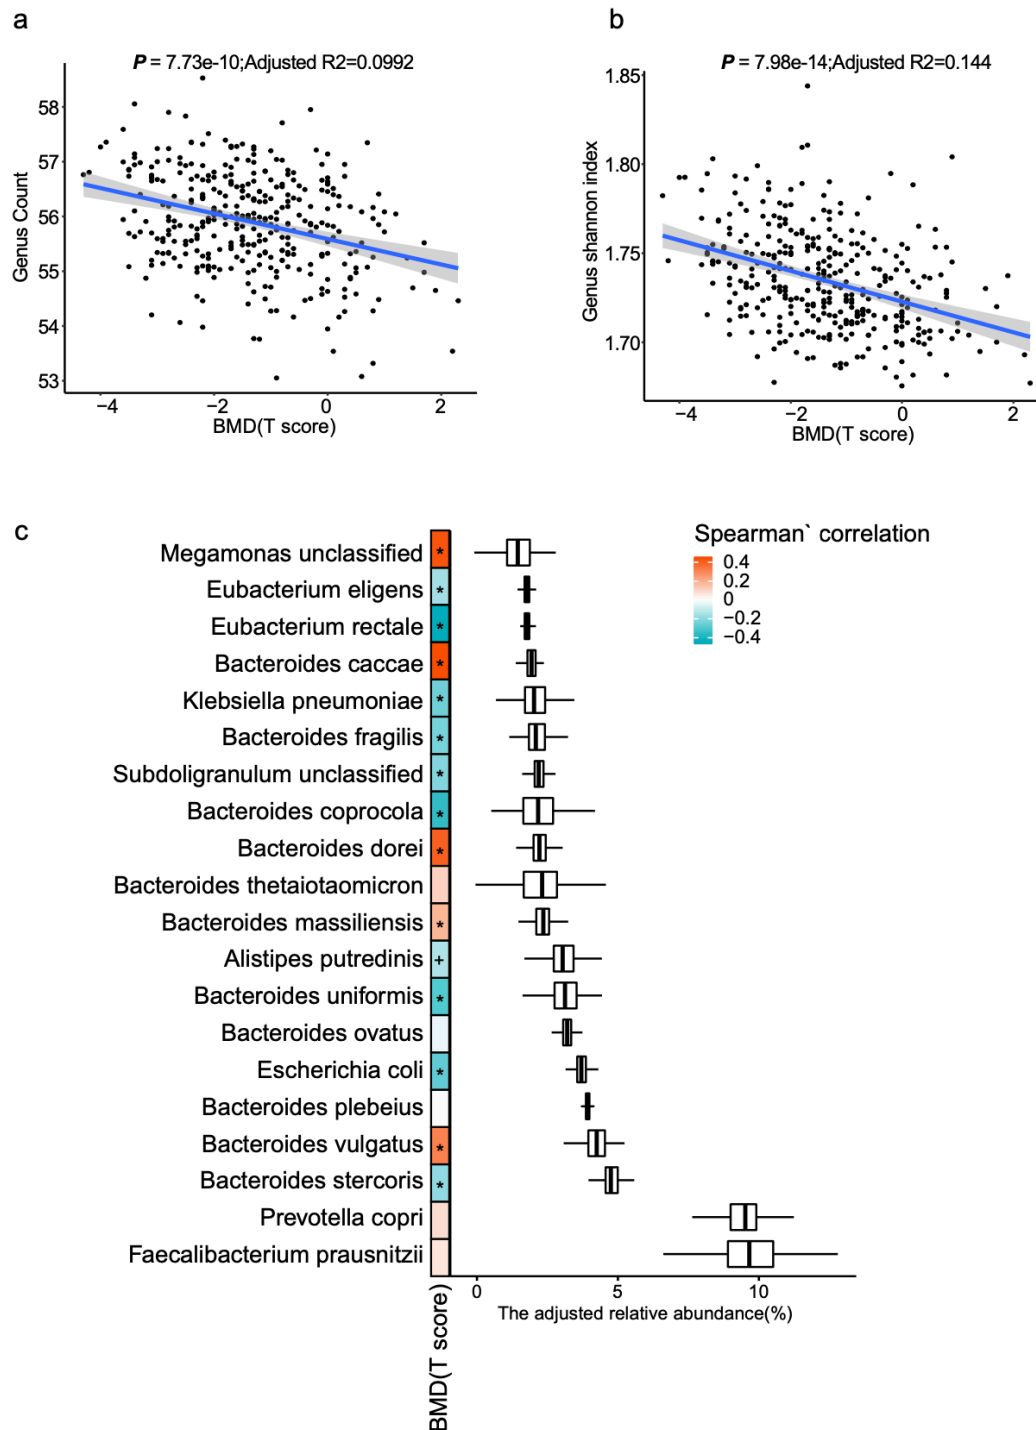 a
P = 7.73e-10;Adjusted R2=0.0992
Genus Count
58
57
56
55
54
53
−4
−2
0
2
BMD(T score)
b
P = 7.98e-14;Adjusted R2=0.144
Genus shannon index
1.85
1.80
1.75
1.70
−4
−2
0
2
BMD(T score)
c
Spearman` correlation
0.4
0.2
0
−0.2
−0.4
Megamonas unclassified *
Eubacterium eligens *
Eubacterium rectale *
Bacteroides caccae *
Klebsiella pneumoniae *
Bacteroides fragilis *
Subdoligranulum unclassified *
Bacteroides coprocola *
Bacteroides dorei *
Bacteroides thetaiotaomicron
Bacteroides massiliensis *
Alistipes putredinis +
Bacteroides uniformis *
Bacteroides ovatus
Escherichia coli *
Bacteroides plebeius
Bacteroides vulgatus *
Bacteroides stercoris *
Prevotella copri
Faecalibacterium prausnitzii
BMD(T score)
0
5
10
The adjusted relative abundance(%)